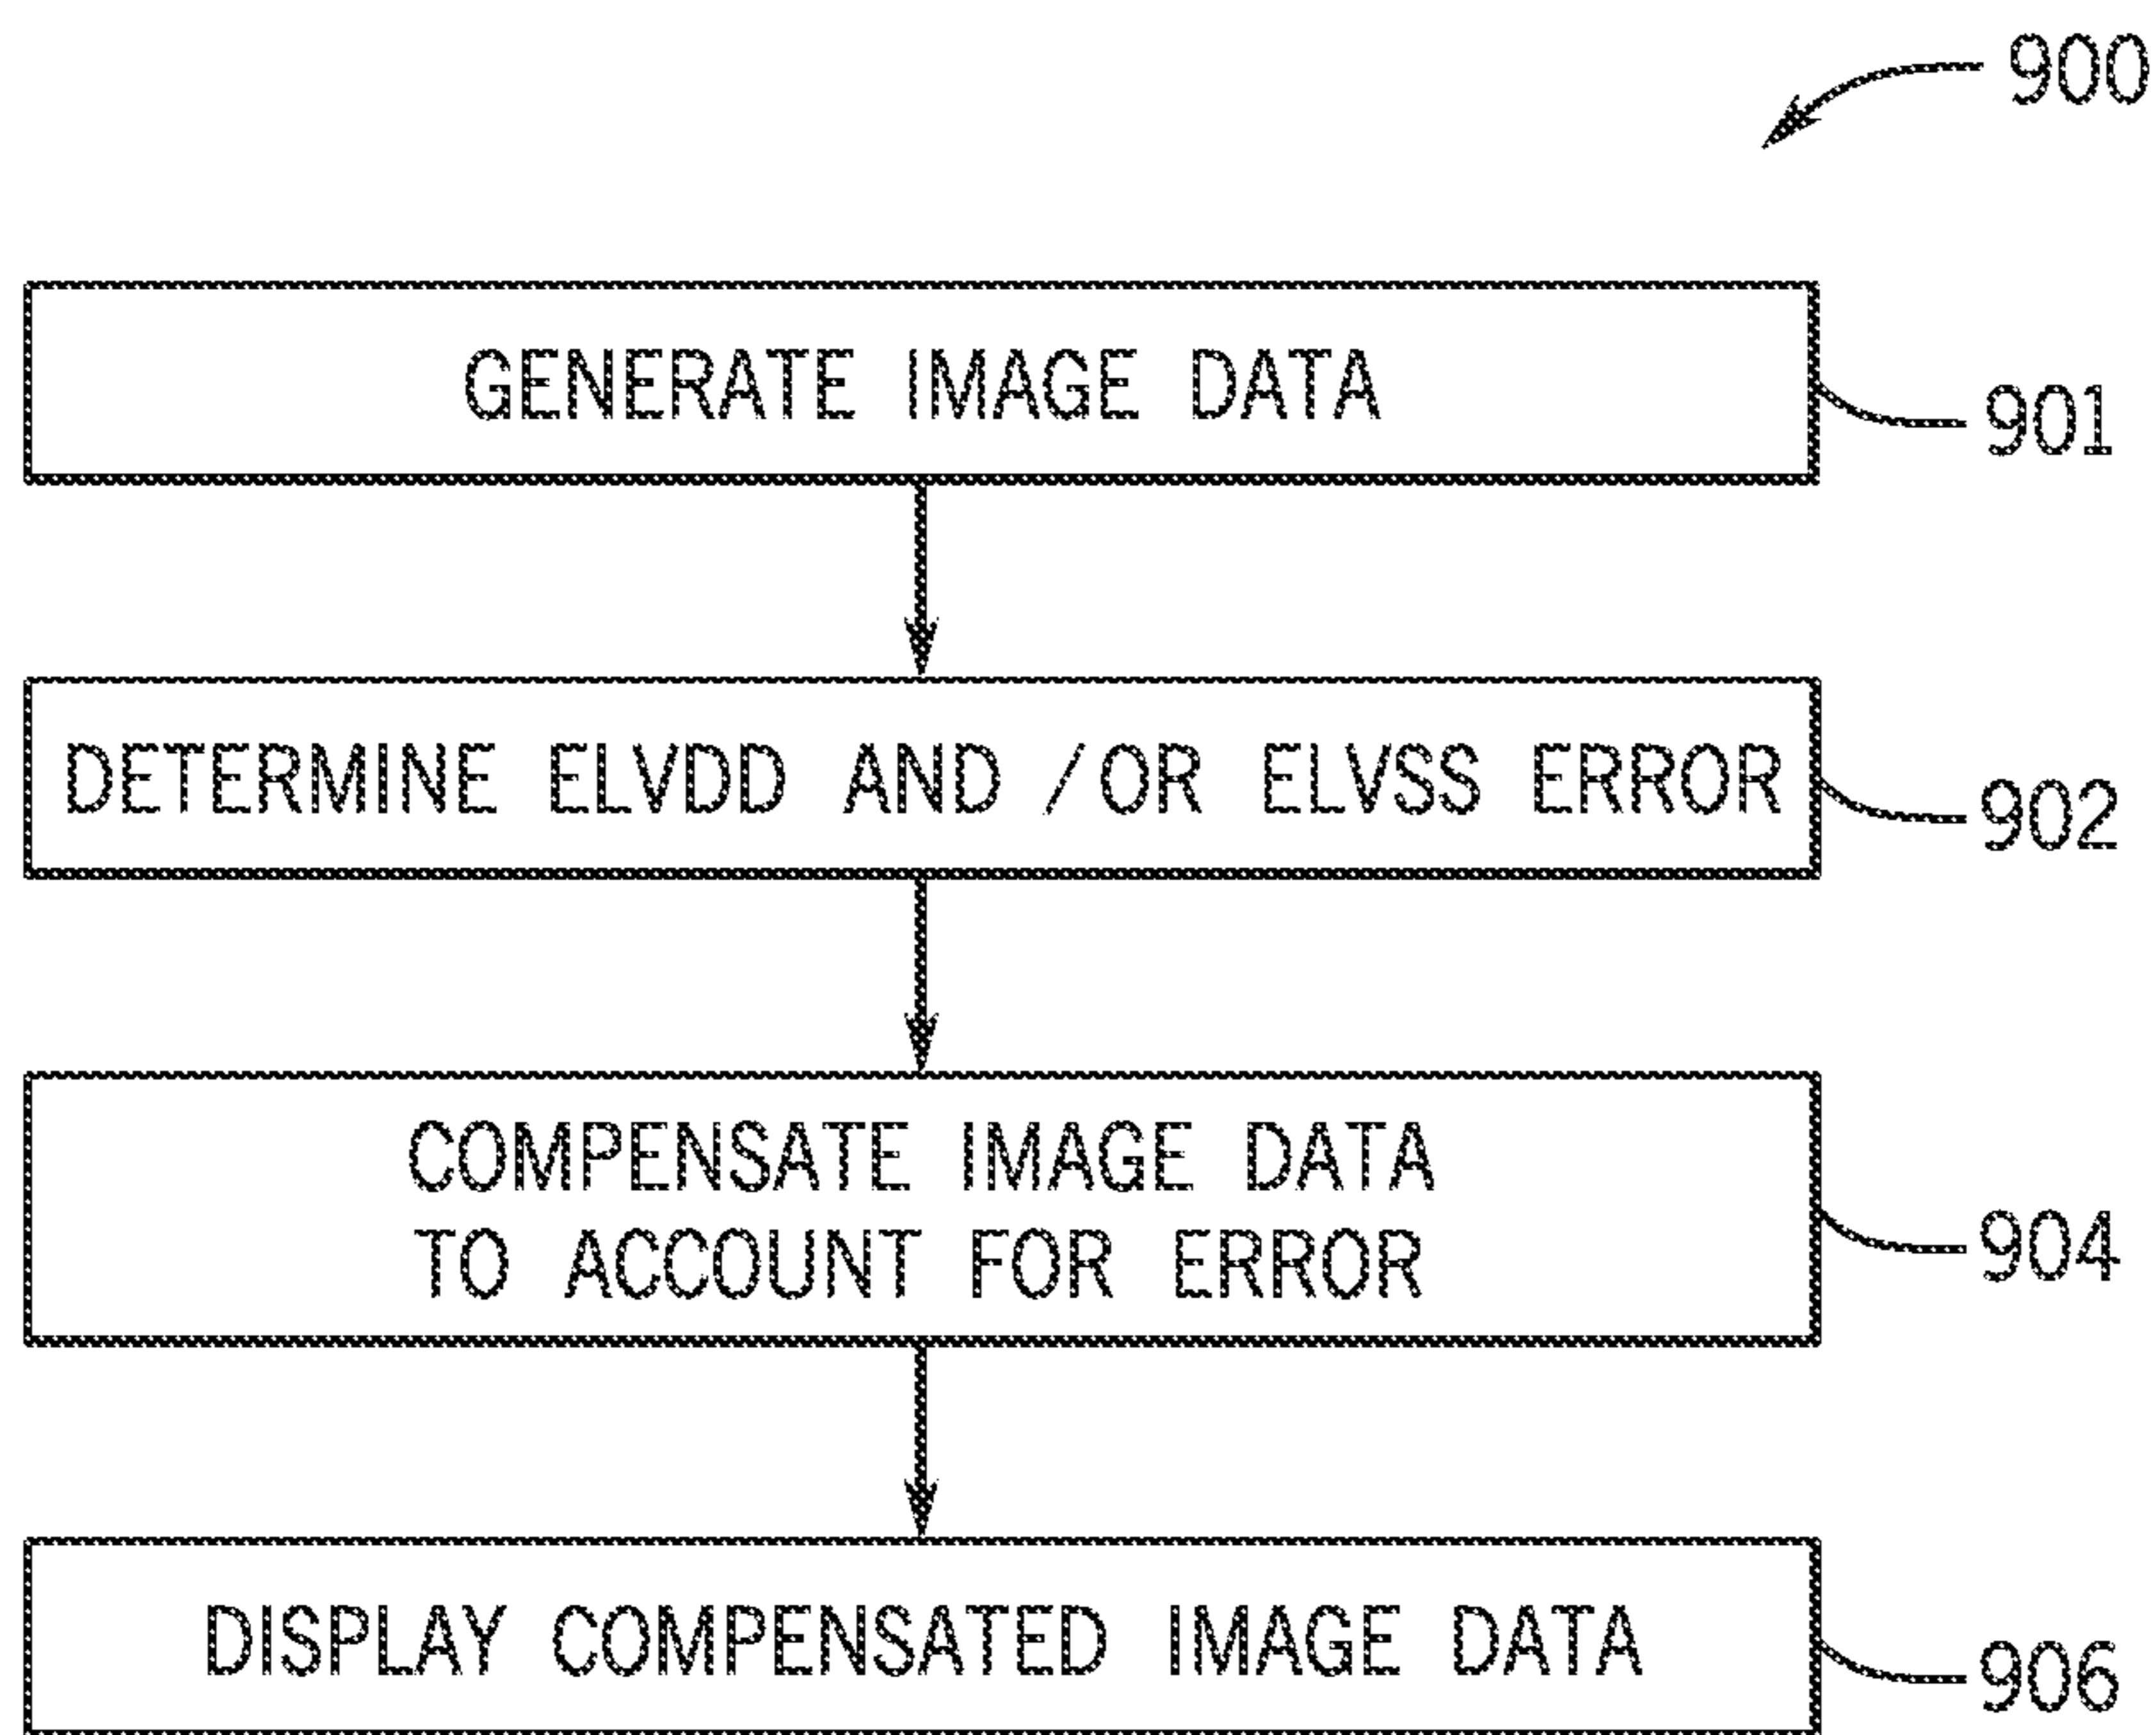 900
GENERATE IMAGE DATA
901
DETERMINE ELVDD AND /OR ELVSS ERROR
902
COMPENSATE IMAGE DATA
TO ACCOUNT FOR ERROR
904
DISPLAY COMPENSATED IMAGE DATA
906